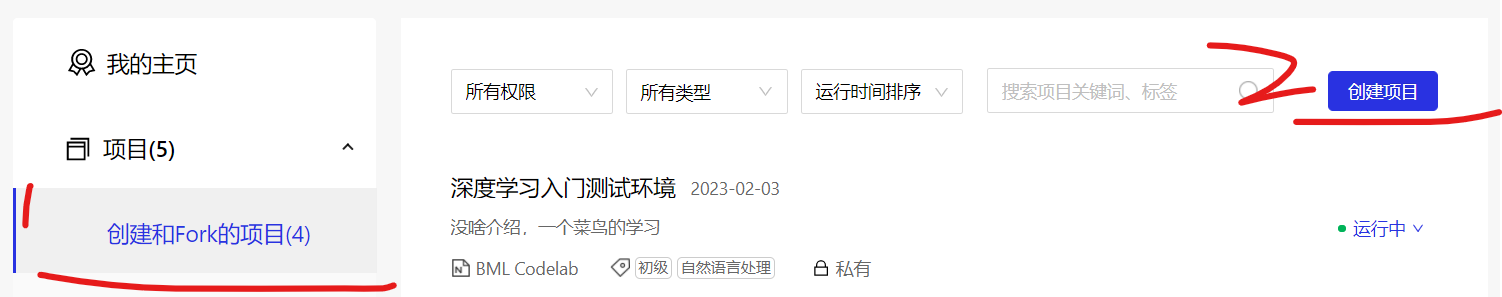 我的主页
项目(5)
创建和Fork的项目(4)
所有权限 所有类型 运行时间排序 搜索项目关键词、标签 创建项目
深度学习入门测试环境 2023-02-03
没啥介绍，一个菜鸟的学习
运行中
BML Codelab 初级 自然语言处理 私有
1
2